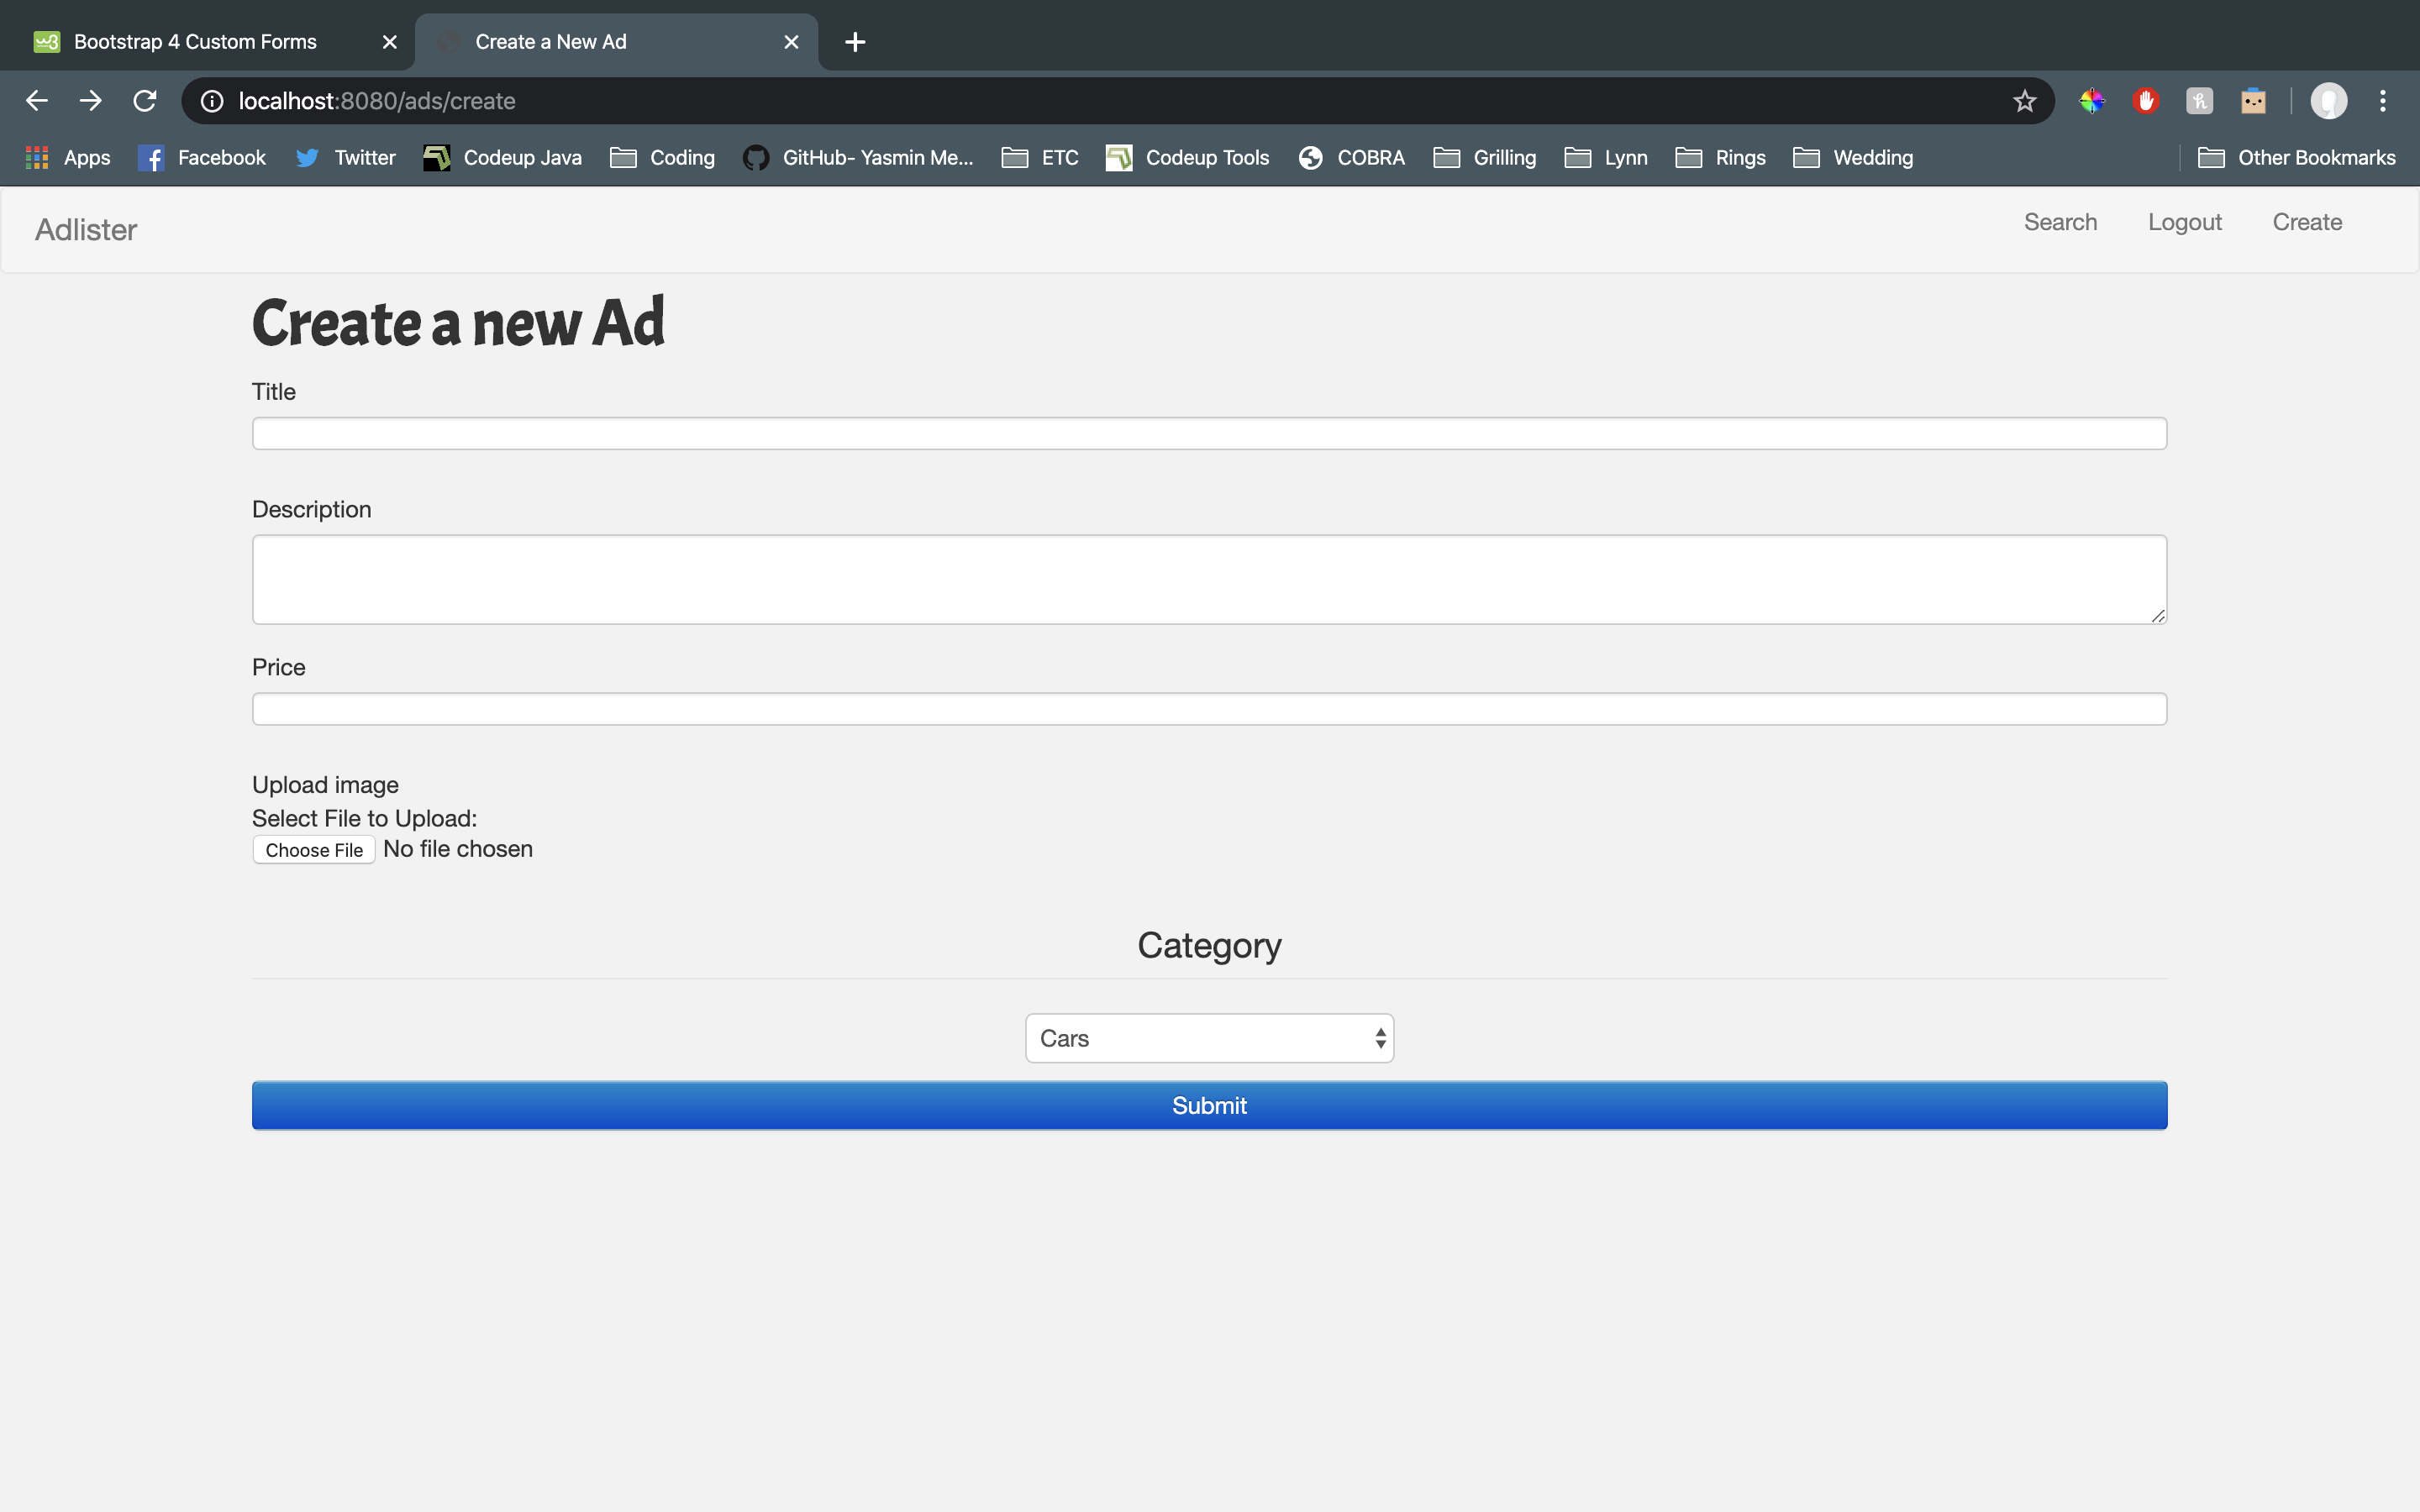 Bootstrap 4 Custom Forms
Create a New Ad
localhost:8080/ads/create
Apps Facebook Twitter Codeup Java Coding GitHub- Yasmin Me... ETC Codeup Tools COBRA Grilling Lynn Rings Wedding Other Bookmarks
Adlister Search Logout Create
Create a new Ad
Title
Description
Price
Upload image
Select File to Upload:
Choose File No file chosen
Category
Cars
Submit